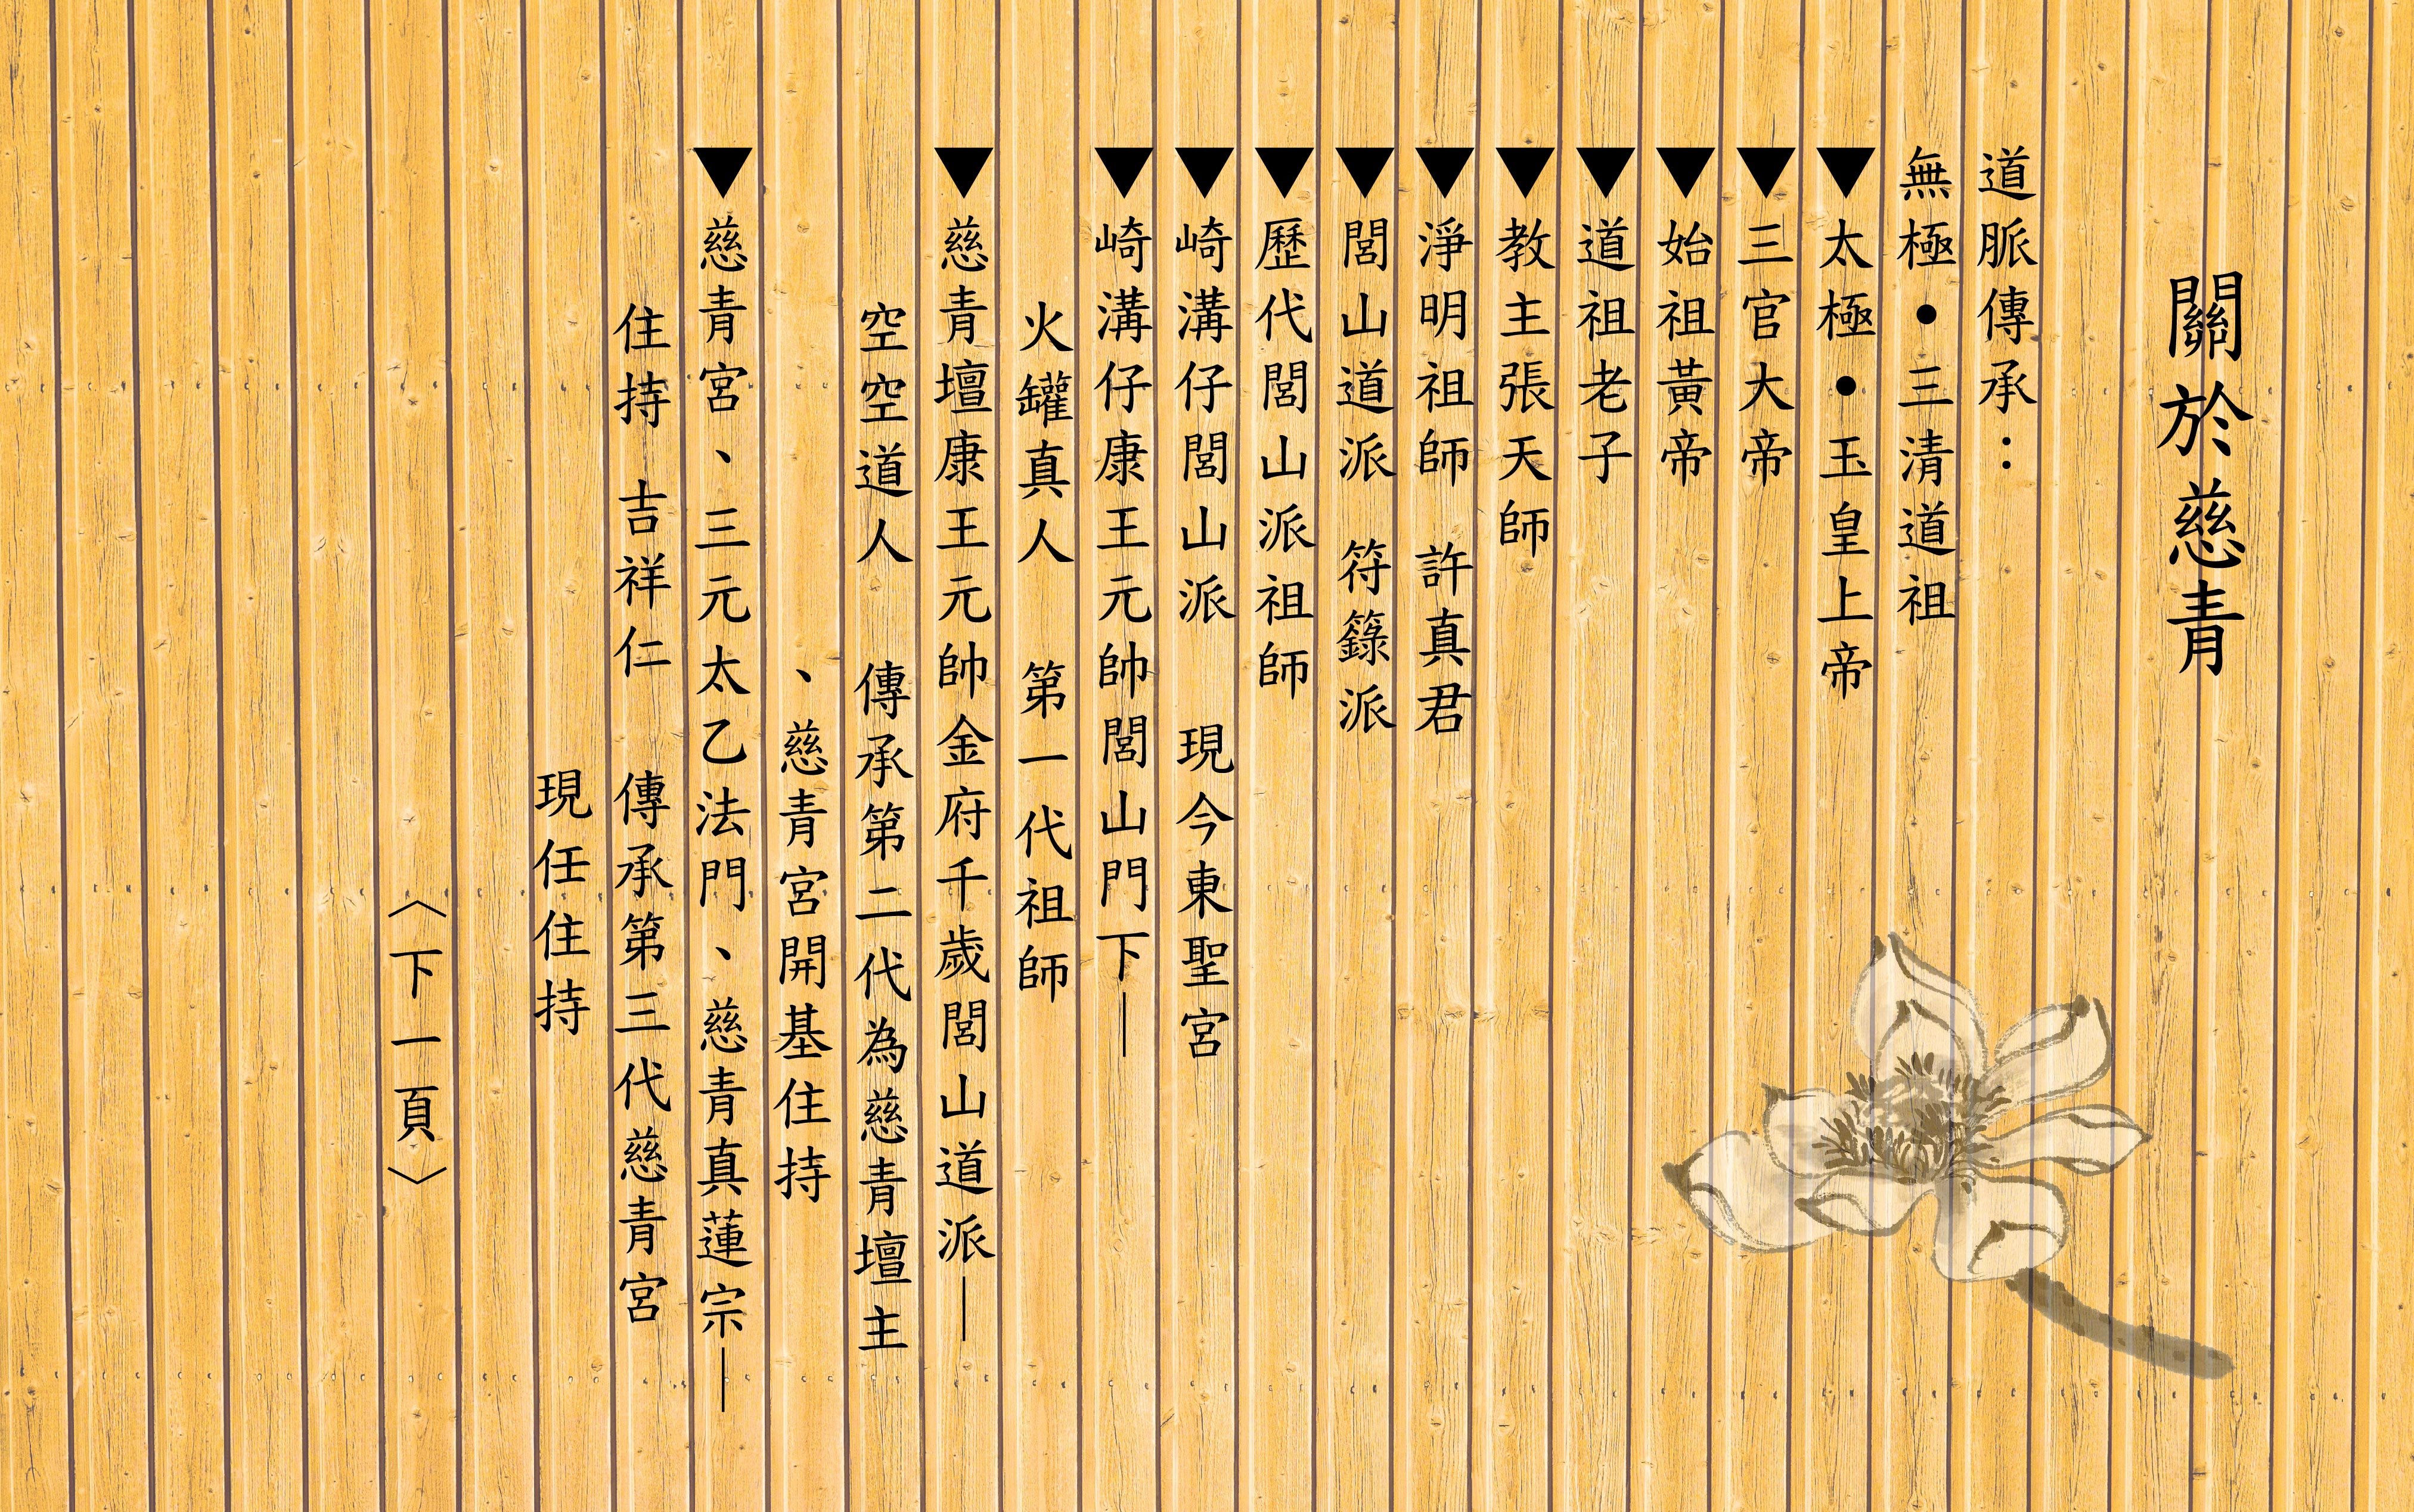 關於慈青
道脈傳承：
無極•三清道祖
▼太極•玉皇上帝
▼三官大帝
▼始祖黃帝
▼道祖老子
▼教主張天師
▼淨明祖師 許真君
▼閭山道派 符籙派
▼歷代閭山派祖師
▼崎溝仔閭山派 現今東聖宮
▼崎溝仔康王元帥閭山門下—
火罐真人 第一代祖師
▼慈青壇康王元帥金府千歲閭山道派—
空空道人 傳承第二代為慈青壇主
、慈青宮開基住持
▼慈青宮、三元太乙法門、慈青真蓮宗—
住持 吉祥仁 傳承第三代慈青宮
現任住持
〈下一頁〉